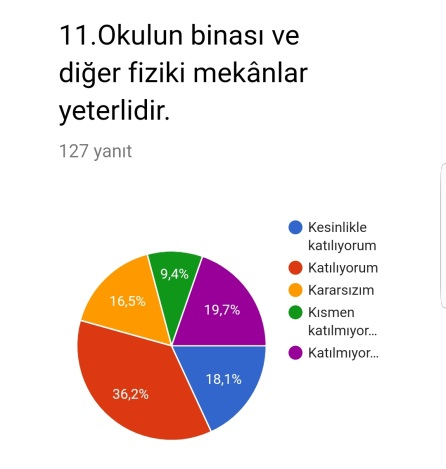 11.Okulun binası ve
diğer fiziki mekânlar
yeterlidir.
127 yanıt
Kesinlikle
katılıyorum
Katılıyorum
Kararsızım
Kısmen
katılmıyor...
Katılmıyor...
9,4%
16,5%
19,7%
18,1%
36,2%